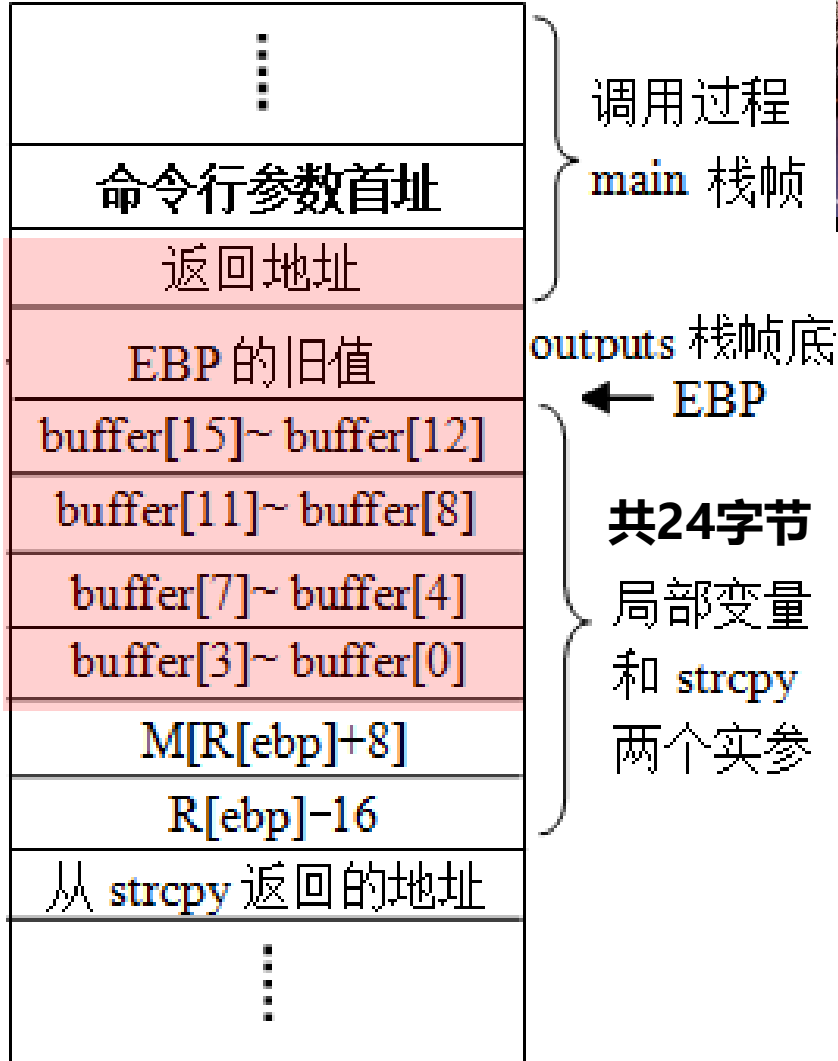 调用过程
main 栈帧
命令行参数首址
返回地址
EBP 的旧值
outputs 栈帧底
EBP
buffer[15]~ buffer[12]
buffer[11]~ buffer[8]
buffer[7]~ buffer[4]
buffer[3]~ buffer[0]
共24字节
局部变量
和 strcpy
两个实参
M[R[ebp]+8]
R[ebp]−16
从 strcpy 返回的地址